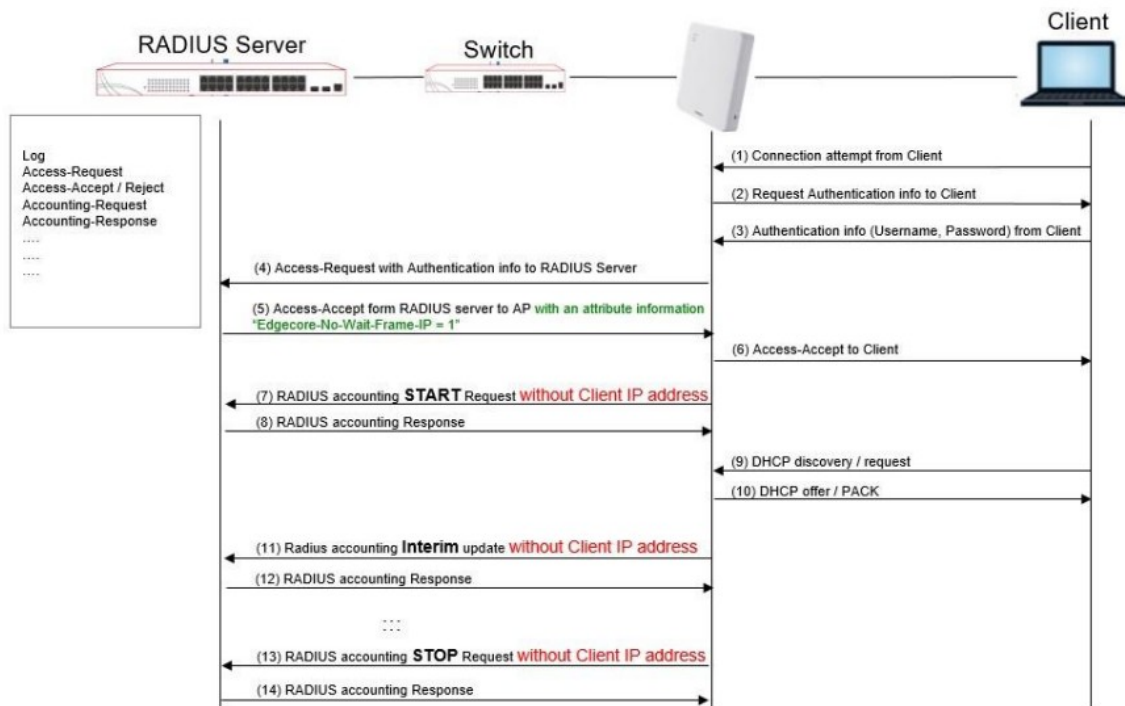 RADIUS Server
Switch
Client
Log
Access-Request
Access-Accept / Reject
Accounting-Request
Accounting-Response
....
....
....
(1) Connection attempt from Client
(2) Request Authentication info to Client
(3) Authentication info (Username, Password) from Client
(4) Access-Request with Authentication info to RADIUS Server
(5) Access-Accept form RADIUS server to AP with an attribute information
"Edgecore-No-Wait-Frame-IP = 1"
(6) Access-Accept to Client
(7) RADIUS accounting START Request without Client IP address
(8) RADIUS accounting Response
(9) DHCP discovery / request
(10) DHCP offer / PACK
(11) Radius accounting Interim update without Client IP address
(12) RADIUS accounting Response
(13) RADIUS accounting STOP Request without Client IP address
(14) RADIUS accounting Response